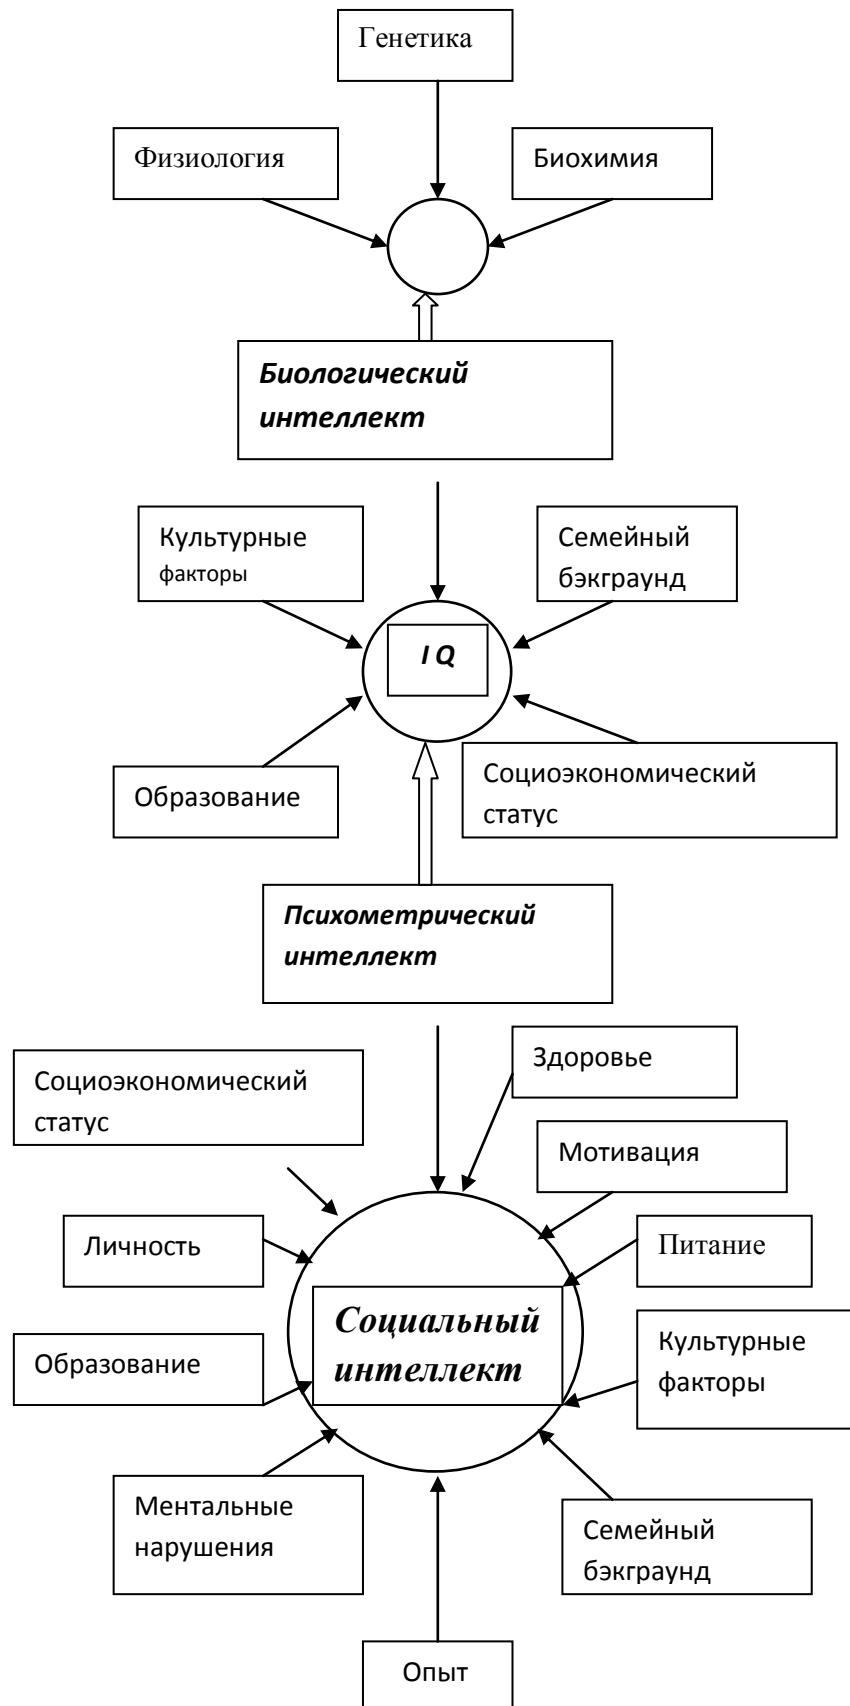 Генетика
Физиология
Биохимия
Биологический
интеллект
Культурные
факторы
Семейный
бэкграунд
I Q
Образование
Социоэкономический
статус
Психометрический
интеллект
Здоровье
Социоэкономический
статус
Мотивация
Личность
Питание
Социальный
интеллект
Образование
Культурные
факторы
Ментальные
нарушения
Семейный
бэкграунд
Опыт